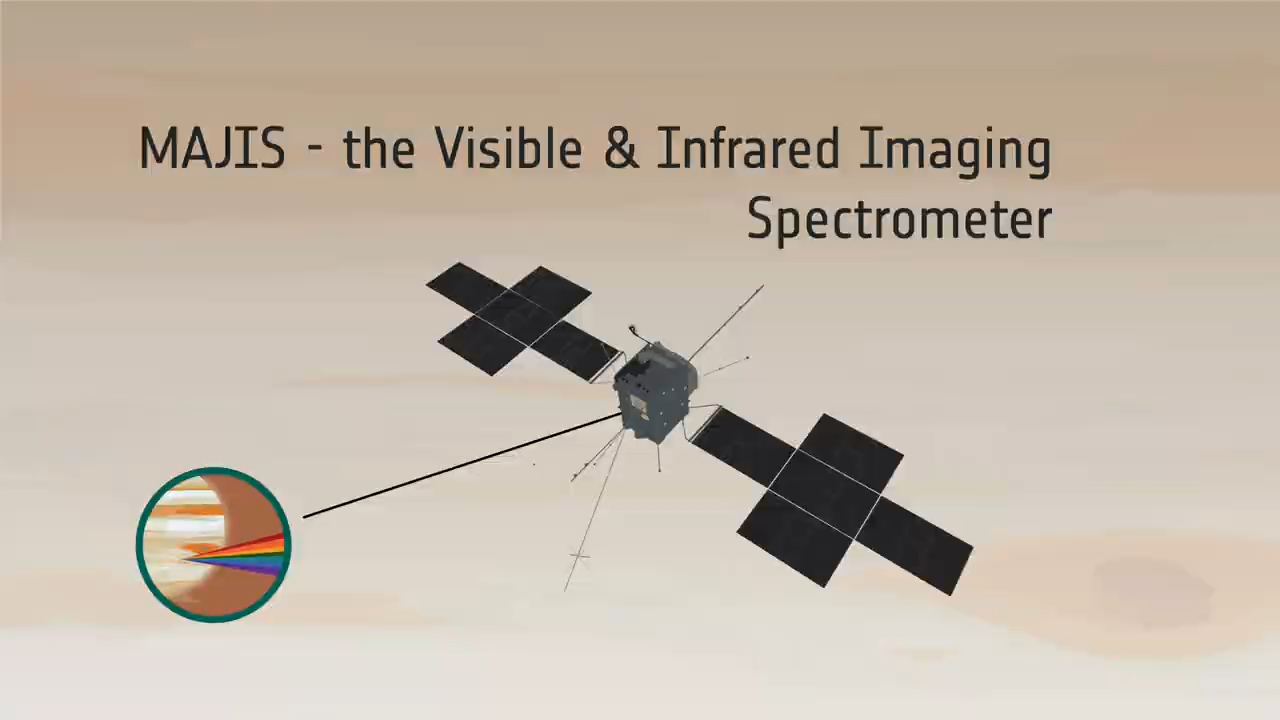 MAJIS - the Visible & Infrared Imaging
Spectrometer